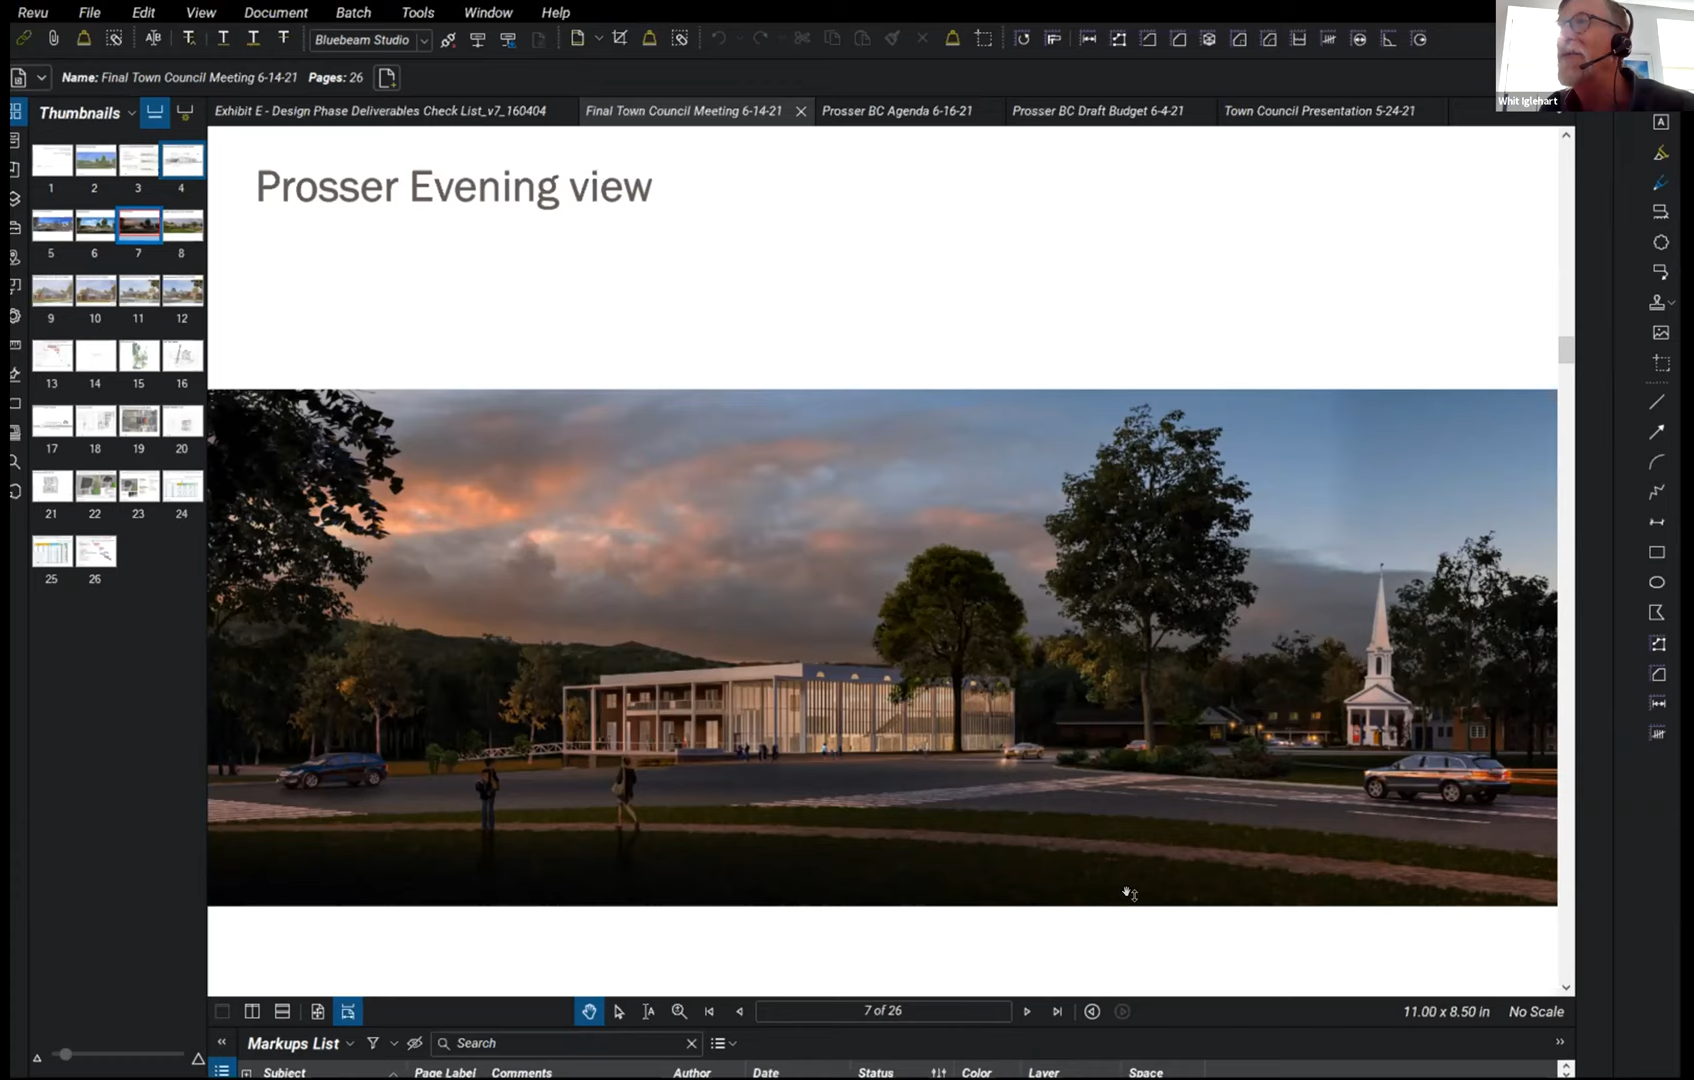 Revu File Edit View Document Batch Tools Window Help
Bluebeam Studio
Name: Final Town Council Meeting 6-14-21 Pages: 26
Whit Iglehart
Thumbnails
Exhibit E - Design Phase Deliverables Check List_v7_160404
Final Town Council Meeting 6-14-21
Prosser BC Agenda 6-16-21
Prosser BC Draft Budget 6-4-21
Town Council Presentation 5-24-21
1 2 3 4
5 6 7 8
9 10 11 12
13 14 15 16
17 18 19 20
21 22 23 24
25 26
Prosser Evening view
7 of 26
11.00 x 8.50 in No Scale
Markups List
Search
Subject Page Label Comments Author Date Status Color Layer Space